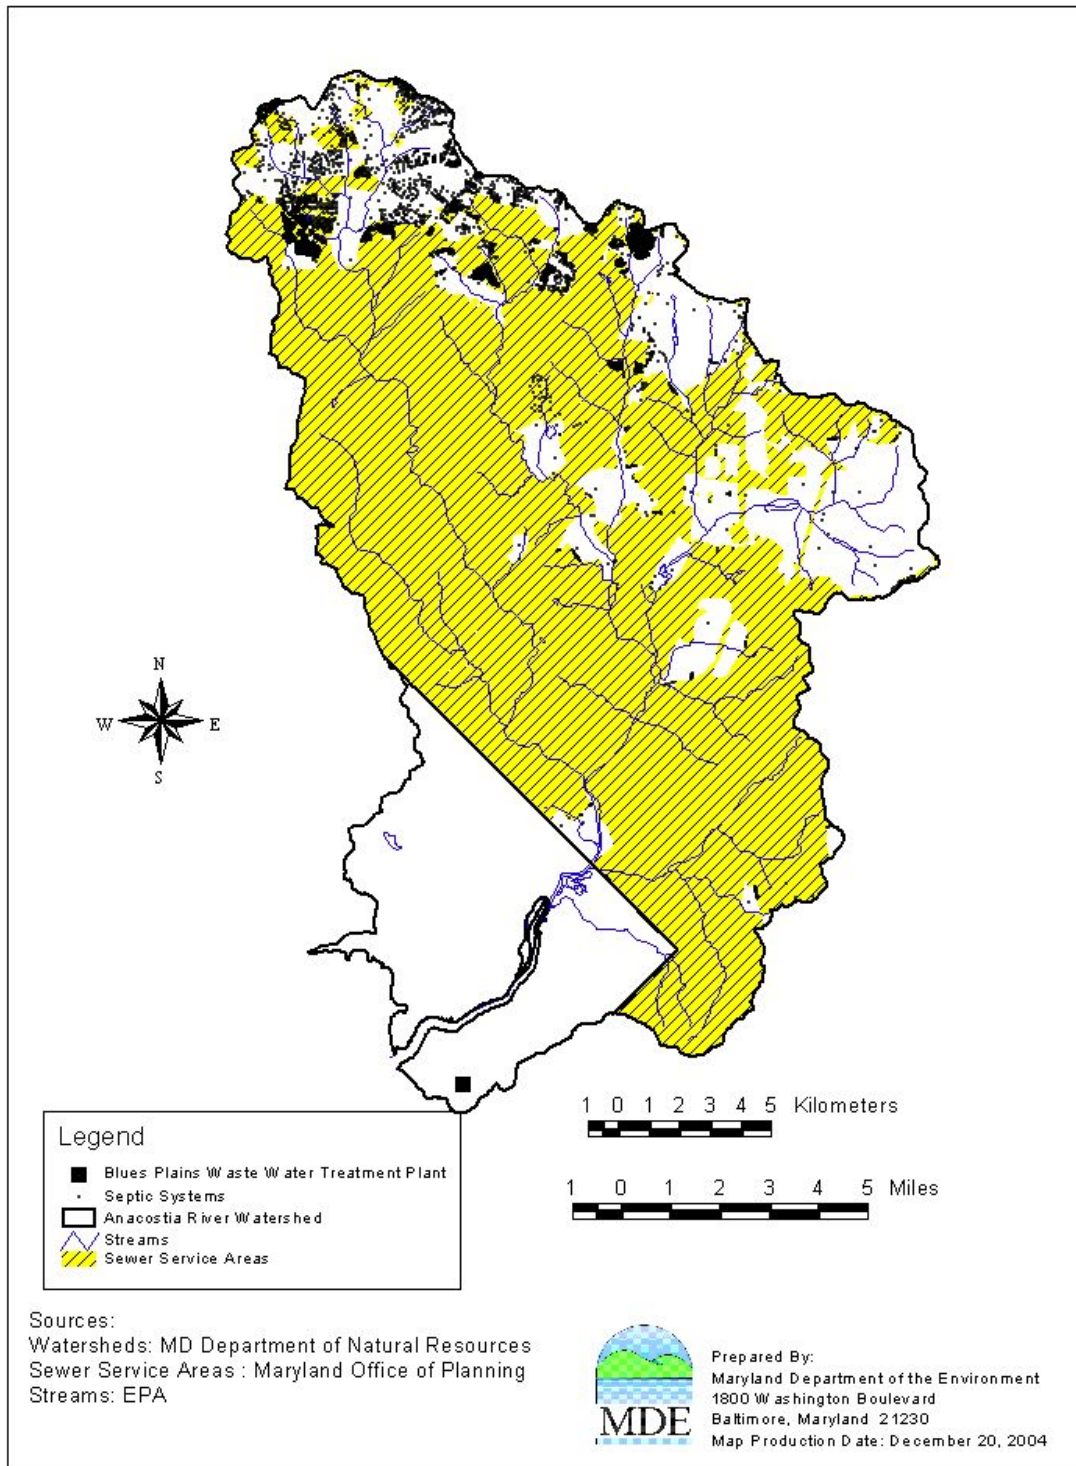 N
W E
S
1 0 1 2 3 4 5 Kilometers
1 0 1 2 3 4 5 Miles
Legend
Blues Plains Waste Water Treatment Plant
Septic Systems
Anacostia River Watershed
Streams
Sewer Service Areas
Sources:
Watersheds: MD Department of Natural Resources
Sewer Service Areas : Maryland Office of Planning
Streams: EPA
MDE
Prepared By:
Maryland Department of the Environment
1800 Washington Boulevard
Baltimore, Maryland 21230
Map Production Date: December 20, 2004